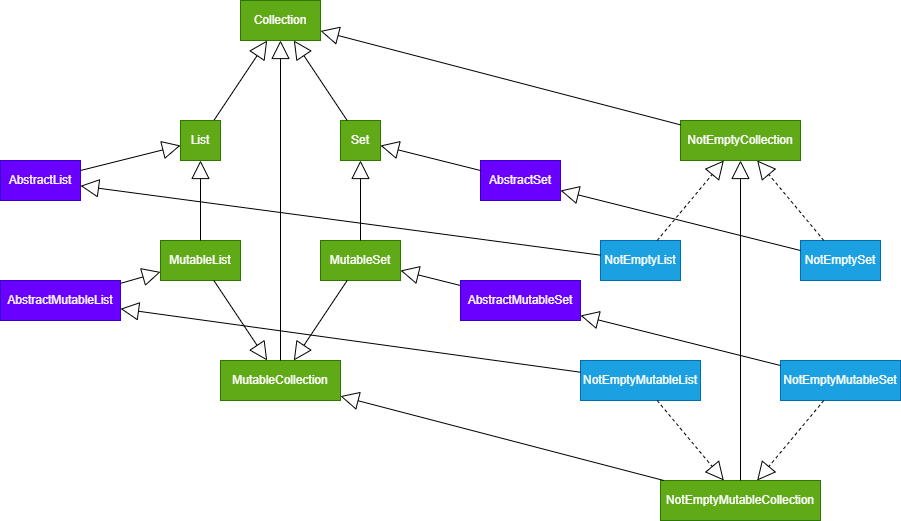 Collection
List
Set
NotEmptyCollection
AbstractList
AbstractSet
MutableList
MutableSet
NotEmptyList
NotEmptySet
AbstractMutableList
AbstractMutableSet
MutableCollection
NotEmptyMutableList
NotEmptyMutableSet
NotEmptyMutableCollection